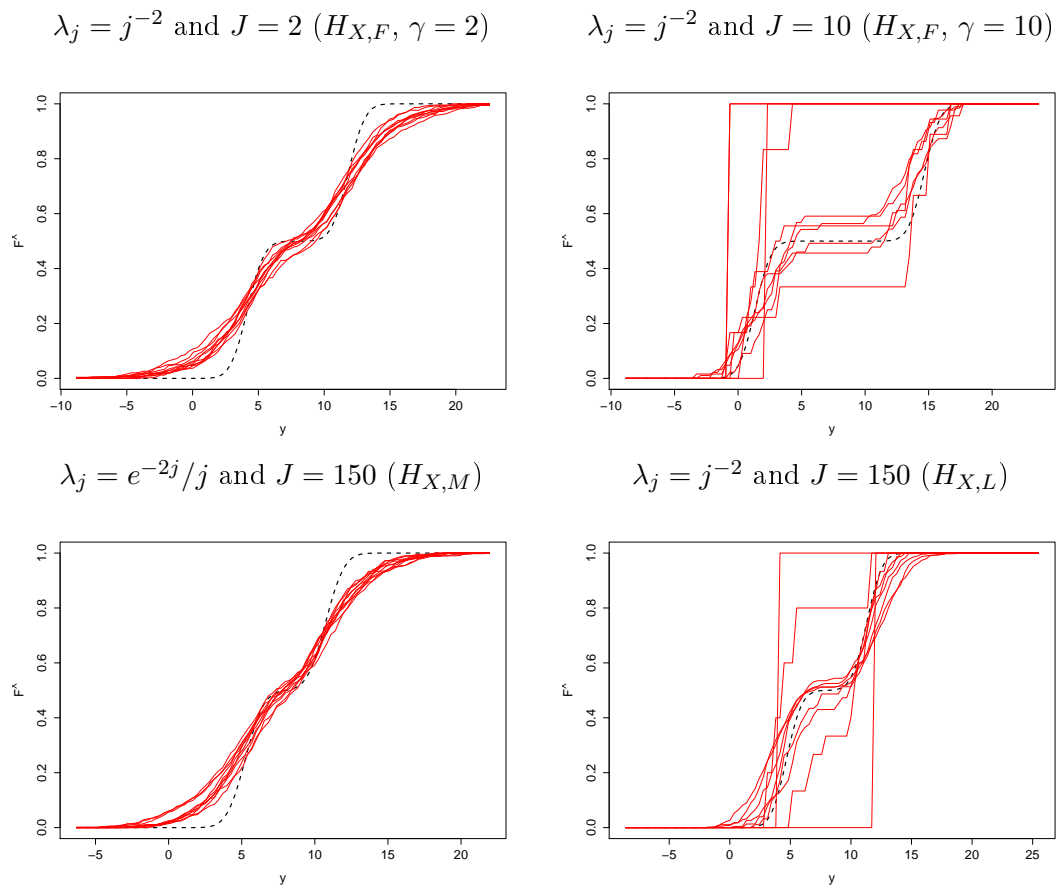 λ_j = j^{-2} and J = 2 (H_{X,F}, γ = 2)
1.0
0.8
0.6
0.4
0.2
0.0
F^
-10 -5 0 5 10 15 20
y
λ_j = j^{-2} and J = 10 (H_{X,F}, γ = 10)
1.0
0.8
0.6
0.4
0.2
0.0
F^
-10 -5 0 5 10 15 20
y
λ_j = e^{-2j}/j and J = 150 (H_{X,M})
1.0
0.8
0.6
0.4
0.2
0.0
F^
-5 0 5 10 15 20
y
λ_j = j^{-2} and J = 150 (H_{X,L})
1.0
0.8
0.6
0.4
0.2
0.0
F^
-5 0 5 10 15 20 25
y